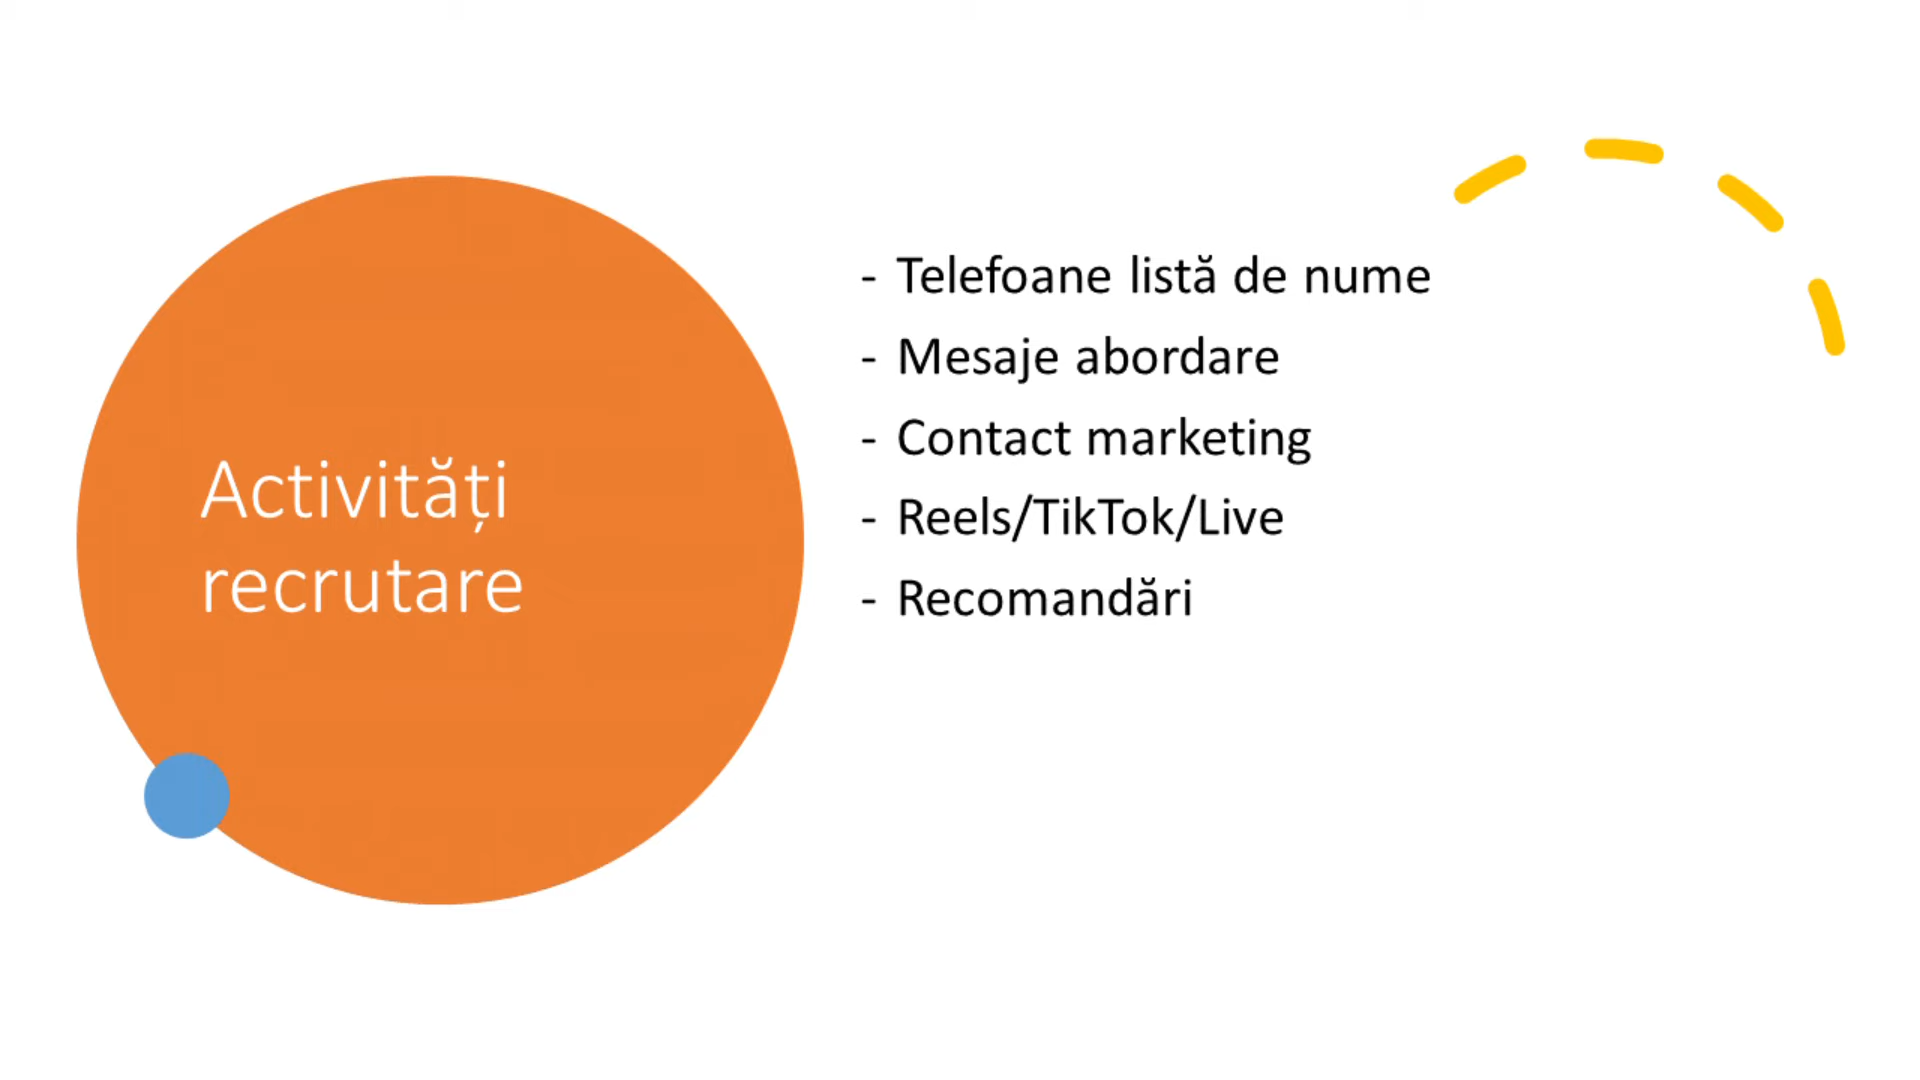 Activități
recrutare
- Telefoane listă de nume
- Mesaje abordare
- Contact marketing
- Reels/TikTok/Live
- Recomandări